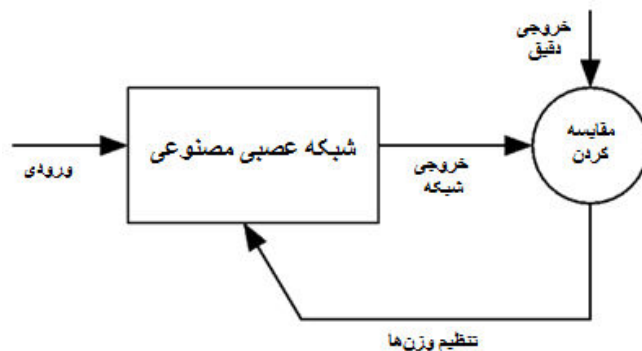 خروجی
دقیق
مقایسه
کردن
شبکه عصبی مصنوعی
خروجی
شبکه
ورودی
تنظیم وزن‌ها